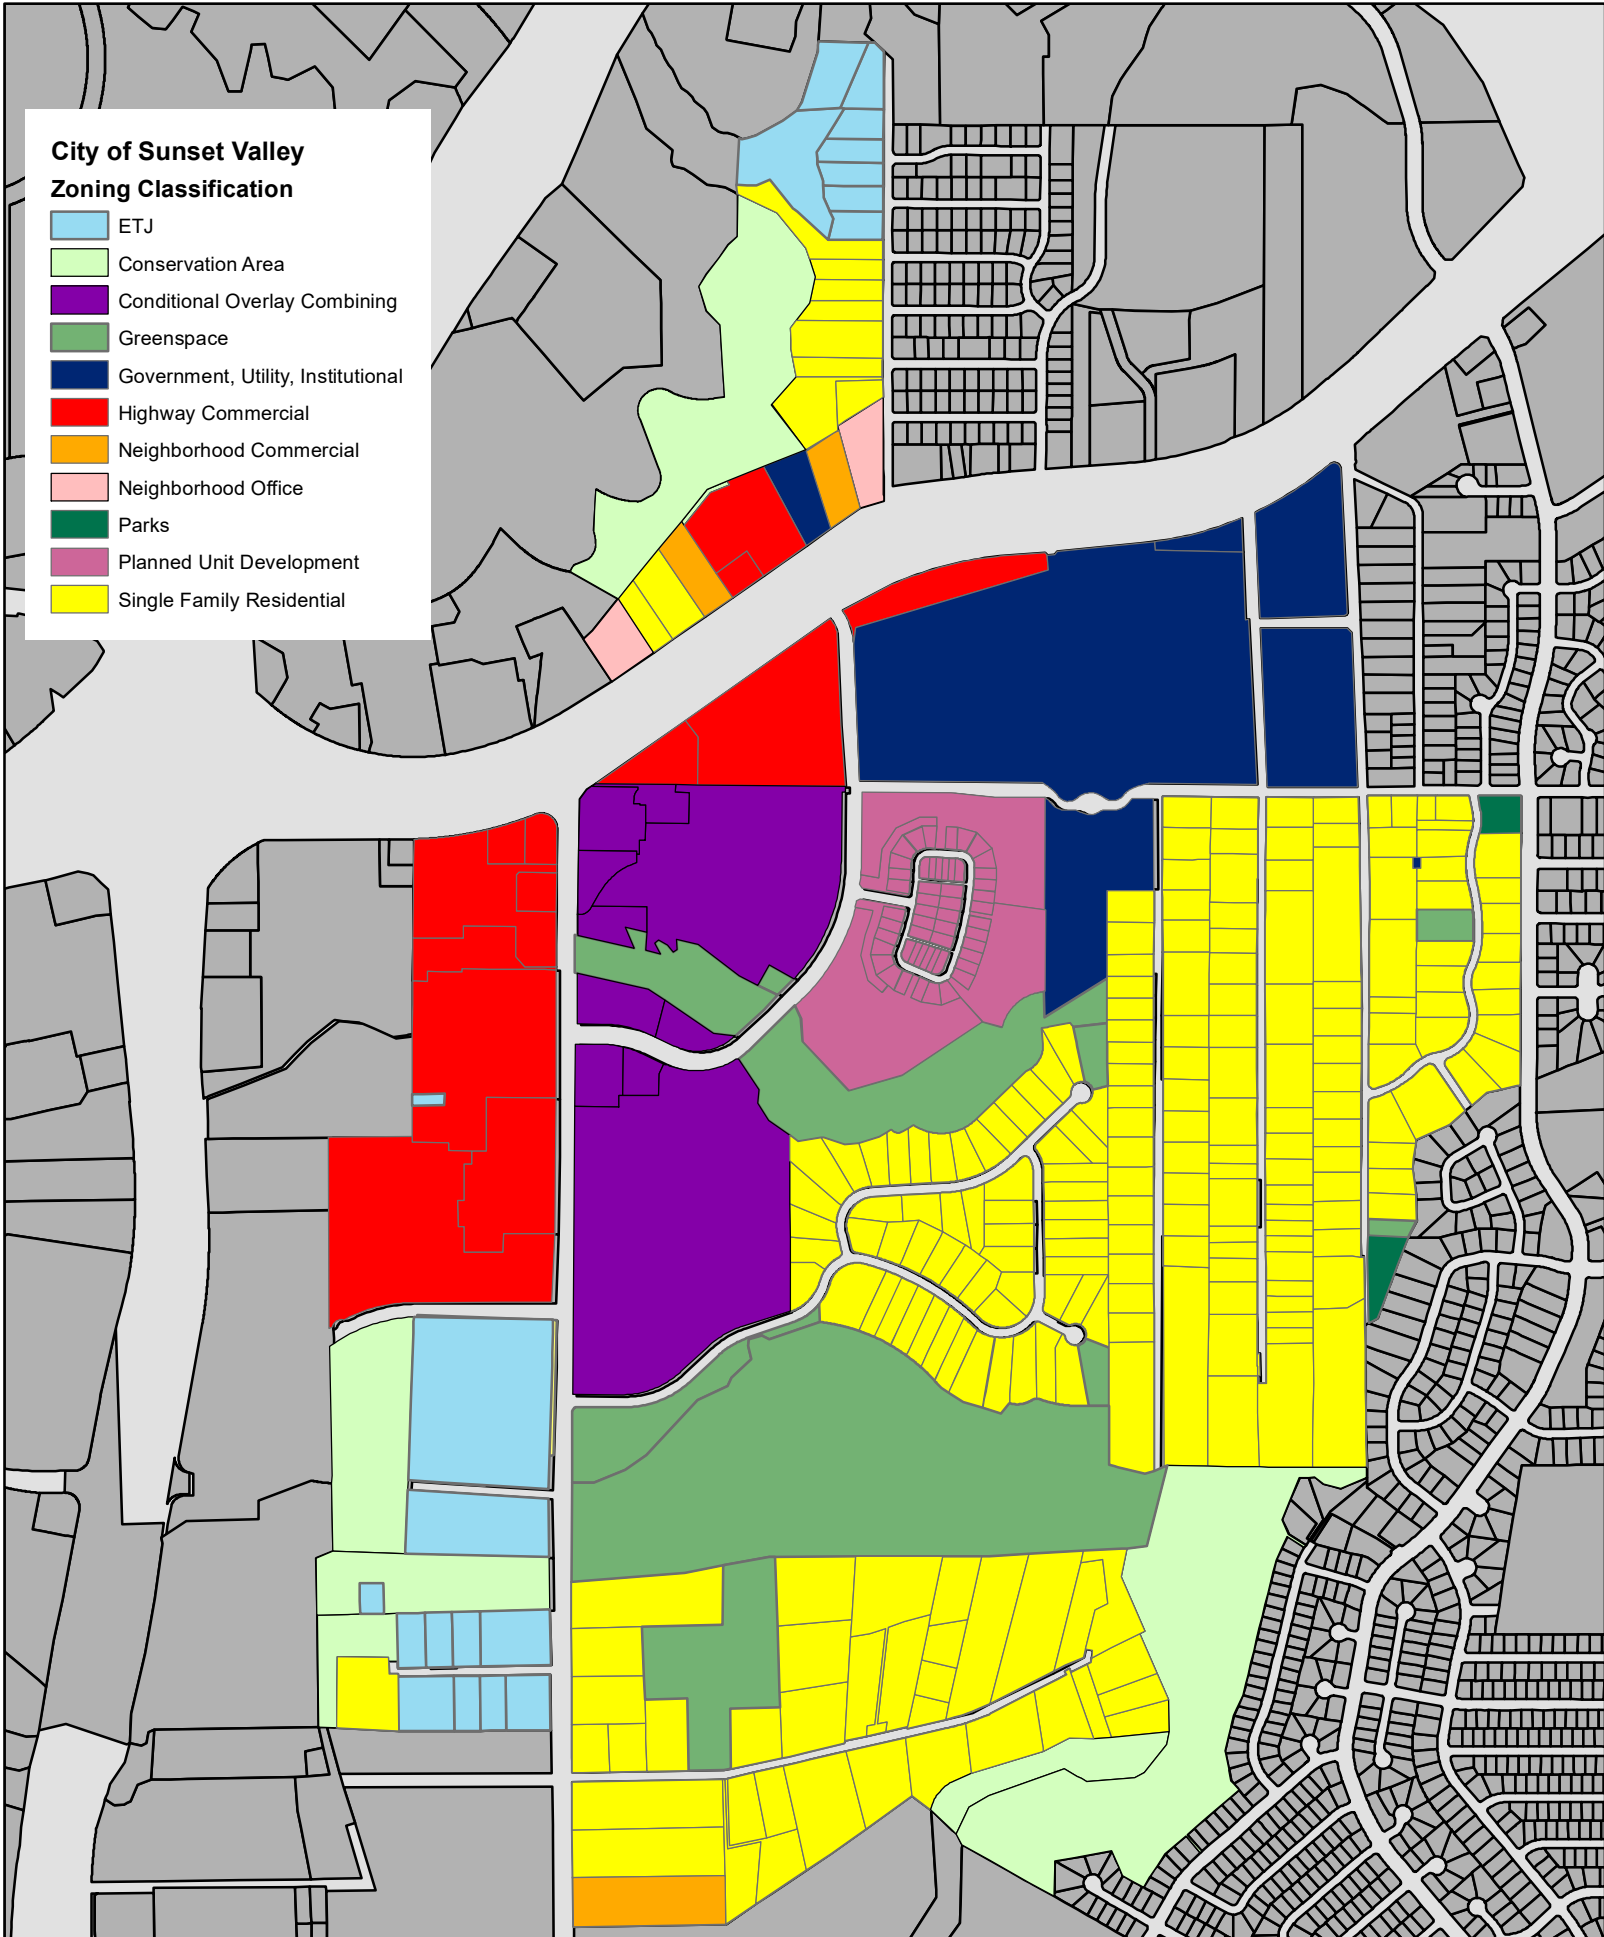 City of Sunset Valley
Zoning Classification
ETJ
Conservation Area
Conditional Overlay Combining
Greenspace
Government, Utility, Institutional
Highway Commercial
Neighborhood Commercial
Neighborhood Office
Parks
Planned Unit Development
Single Family Residential